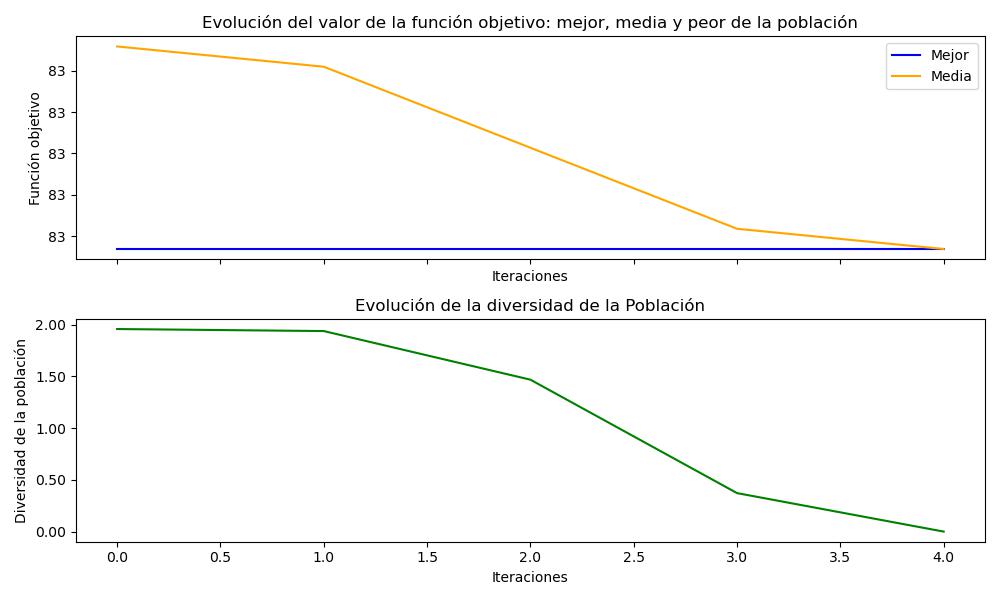 Evolución del valor de la función objetivo: mejor, media y peor de la población
Mejor
Media
83
83
83
83
83
Función objetivo
Iteraciones
Evolución de la diversidad de la Población
2.00
1.50
1.00
0.50
0.00
Diversidad de la población
0.0 0.5 1.0 1.5 2.0 2.5 3.0 3.5 4.0
Iteraciones